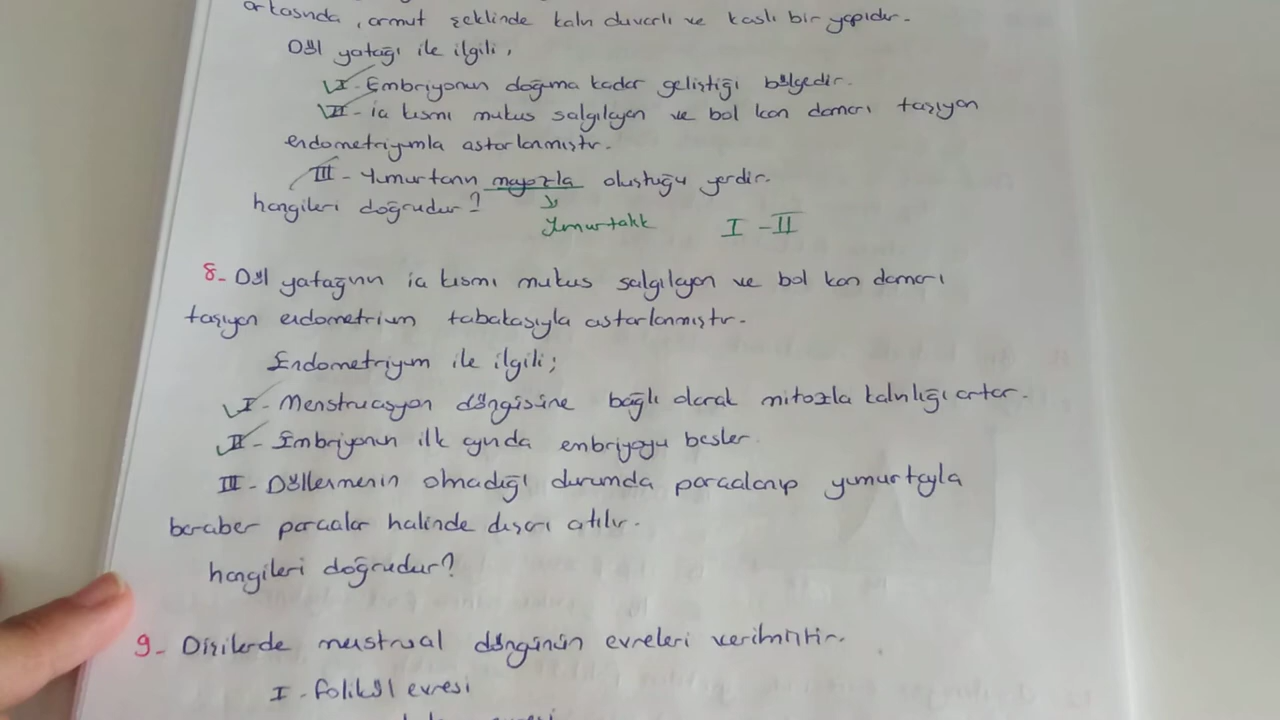 arkasında, armut şeklinde kalın duvarlı ve kaslı bir yapıdır.
Döl yatağı ile ilgili,
I- Embriyonun doğuma kadar geliştiği bölgedir.
II- iç kısmı mukus salgılayan ve bol kan damarı taşıyan
endometriyumla astarlanmıştır.
III- Yumurtanın mayozla oluştuğu yerdir.
hangileri doğrudur?
Yumurtalık
I - II
8- Döl yatağının iç kısmı mukus salgılayan ve bol kan damarı
taşıyan endometrium tabakasıyla astarlanmıştır.
Endometriyum ile ilgili;
I- Menstruasyon döngüsüne bağlı olarak mitozla kalınlığı artar.
II- Embriyonun ilk ayında embriyoyu besler.
III- Döllenmenin olmadığı durumda parçalanıp yumurtayla
beraber parçalar halinde dışarı atılır.
hangileri doğrudur?
9- Dişilerde menstrual döngünün evreleri verilmiştir.
I- folikül evresi